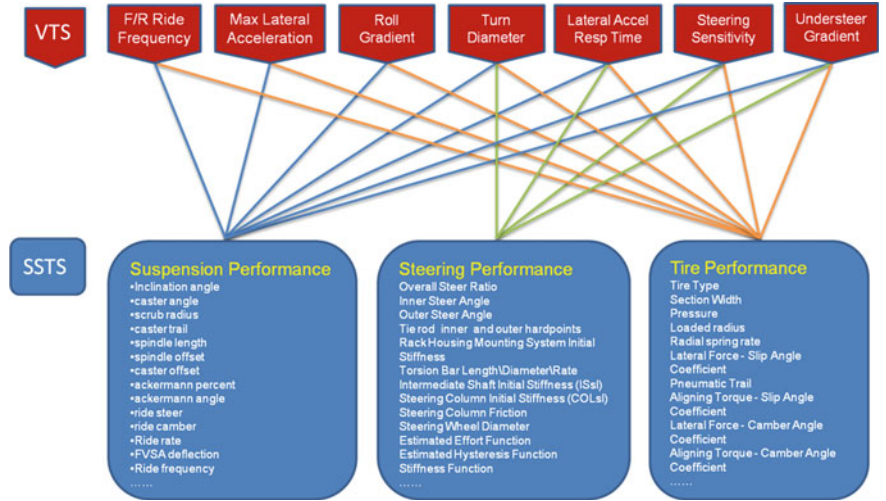 VTS
F/R Ride
Frequency
Max Lateral
Acceleration
Roll
Gradient
Turn
Diameter
Lateral Accel
Resp Time
Steering
Sensitivity
Understeer
Gradient
SSTS
Suspension Performance
•Inclination angle
•caster angle
•scrub radius
•caster trail
•spindle length
•spindle offset
•caster offset
•ackermann percent
•ackermann angle
•ride steer
•ride camber
•Ride rate
•FVSA deflection
•Ride frequency
……
Steering Performance
Overall Steer Ratio
Inner Steer Angle
Outer Steer Angle
Tie rod inner and outer hardpoints
Rack Housing Mounting System Initial
Stiffness
Torsion Bar Length\Diameter\Rate
Intermediate Shaft Initial Stiffness (ISsI)
Steering Column Initial Stiffness (COLsI)
Steering Column Friction
Steering Wheel Diameter
Estimated Effort Function
Estimated Hysteresis Function
Stiffness Function
……
Tire Performance
Tire Type
Section Width
Pressure
Loaded radius
Radial spring rate
Lateral Force - Slip Angle
Coefficient
Pneumatic Trail
Aligning Torque - Slip Angle
Coefficient
Lateral Force - Camber Angle
Coefficient
Aligning Torque - Camber Angle
Coefficient
……